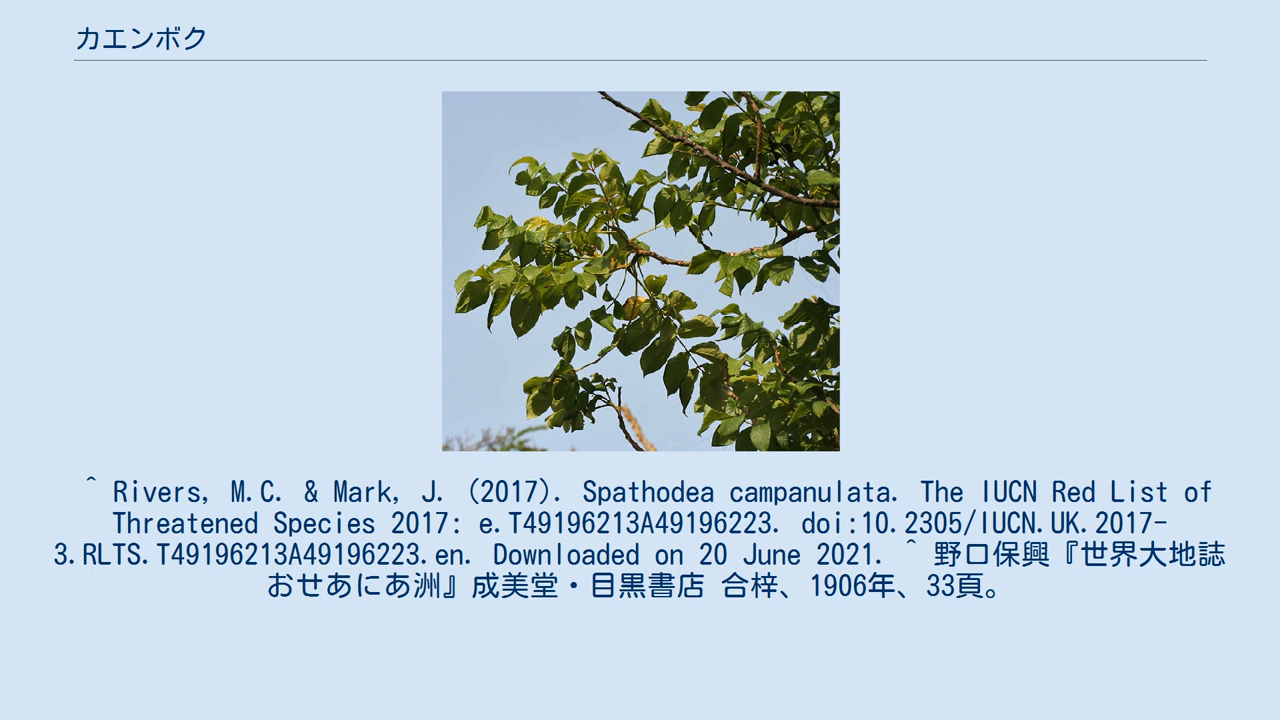 カエンボク
^ Rivers, M.C. & Mark, J. (2017). Spathodea campanulata. The IUCN Red List of
Threatened Species 2017: e.T49196213A49196223. doi:10.2305/IUCN.UK.2017-
3.RLTS.T49196213A49196223.en. Downloaded on 20 June 2021. ^ 野口保興『世界大地誌
おせあにあ洲』成美堂・目黒書店 合梓、1906年、33頁。